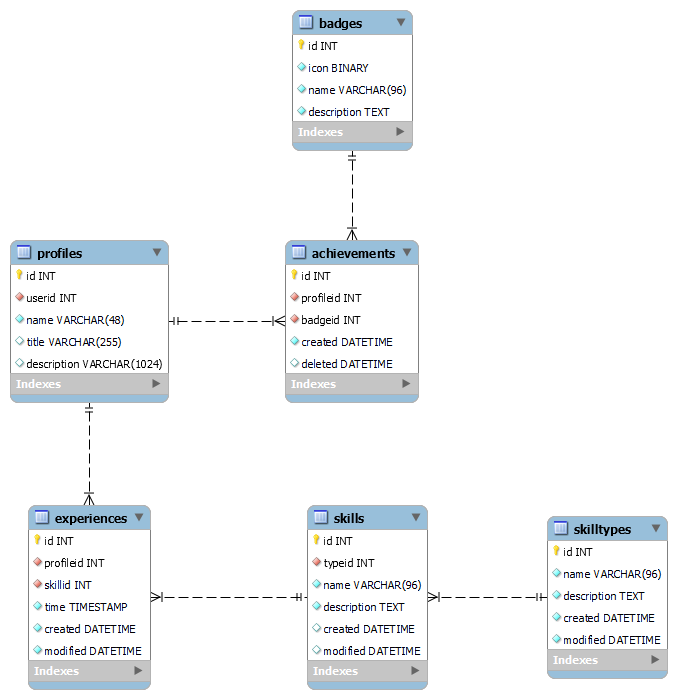 badges
id INT
icon BINARY
name VARCHAR(96)
description TEXT
Indexes
profiles
id INT
userid INT
name VARCHAR(48)
title VARCHAR(255)
description VARCHAR(1024)
Indexes
achievements
id INT
profileid INT
badgeid INT
created DATETIME
deleted DATETIME
Indexes
experiences
id INT
profileid INT
skillid INT
time TIMESTAMP
created DATETIME
modified DATETIME
Indexes
skills
id INT
typeid INT
name VARCHAR(96)
description TEXT
created DATETIME
modified DATETIME
Indexes
skilltypes
id INT
name VARCHAR(96)
description TEXT
created DATETIME
modified DATETIME
Indexes